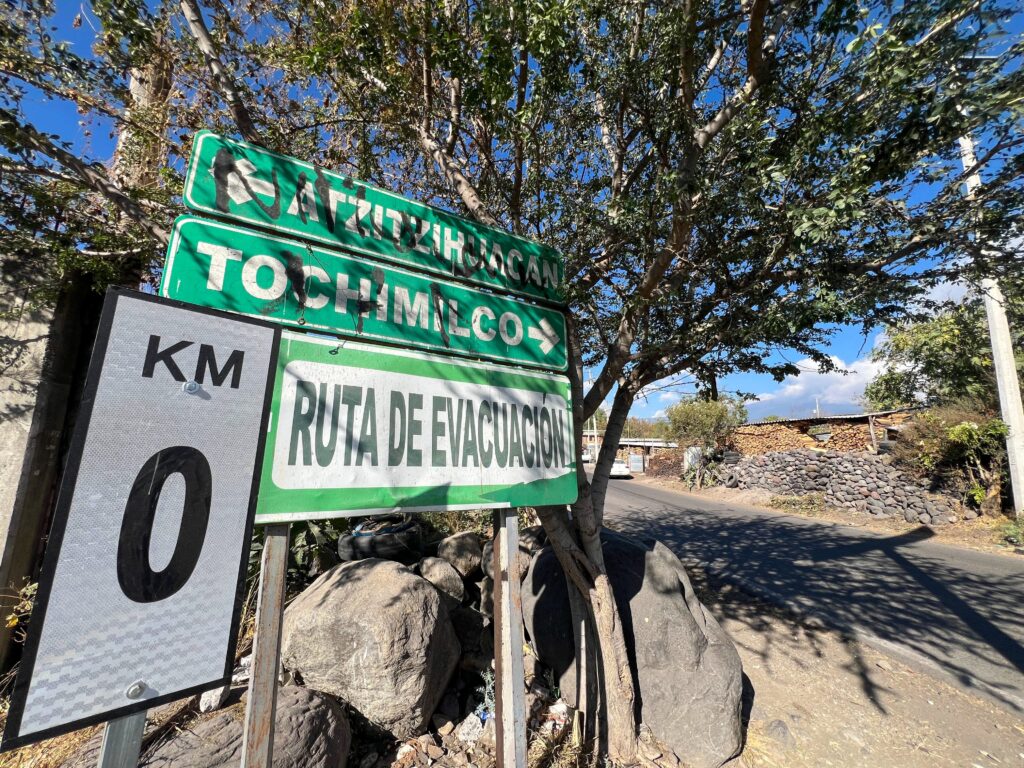 ATZITZIHUACAN
TOCHIMILCO
RUTA DE EVACUACIÓN
KM
0